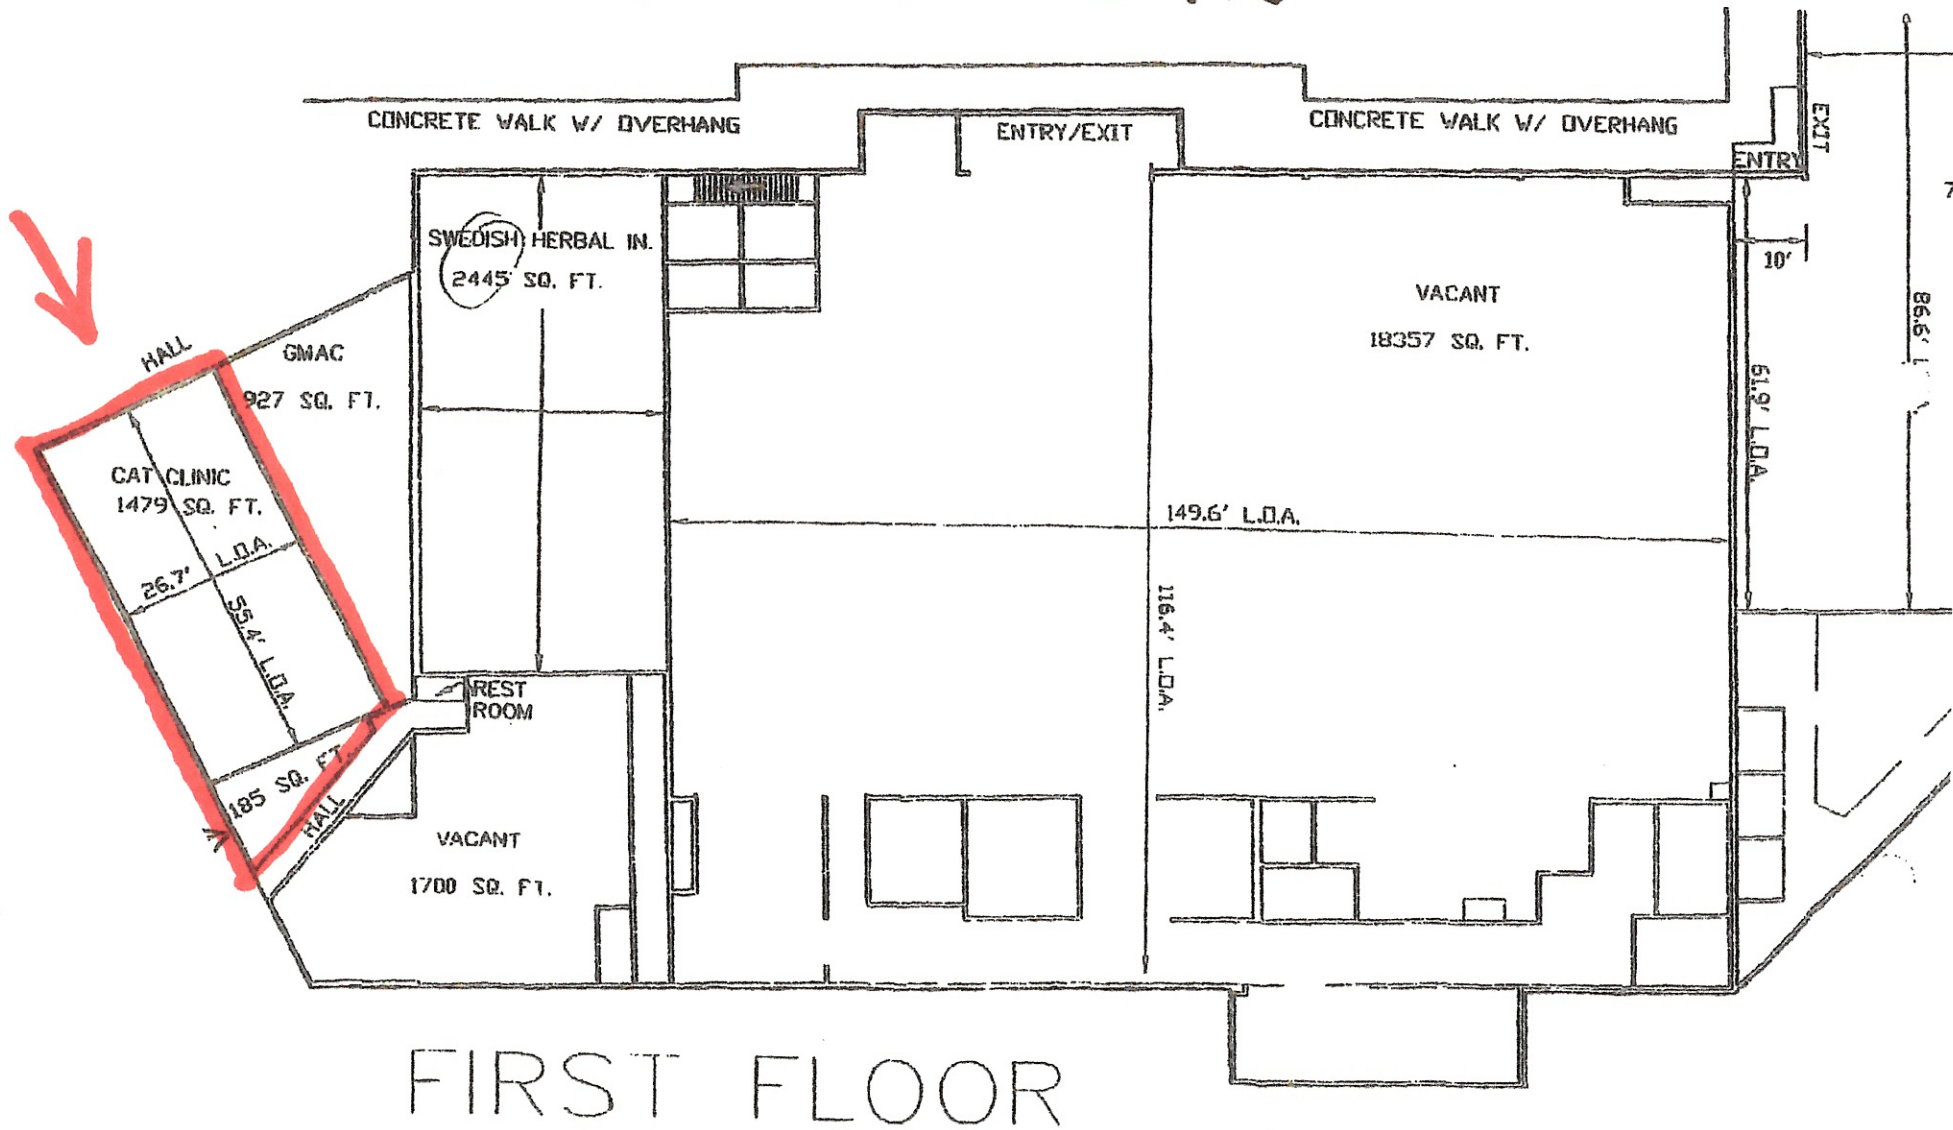 CONCRETE WALK W/ OVERHANG
ENTRY/EXIT
CONCRETE WALK W/ OVERHANG
EXIT
ENTRY
7
SWEDISH HERBAL IN.
2445 SQ. FT.
10'
VACANT
18357 SQ. FT.
86.6' L
HALL
GMAC
927 SQ. FT.
61.9' L.O.A.
CAT CLINIC
1479 SQ. FT.
149.6' L.O.A.
26.7' L.O.A.
55.4' L.O.A.
116.4' L.O.A.
REST
ROOM
185 SQ. FT.
HALL
VACANT
1700 SQ. FT.
FIRST FLOOR